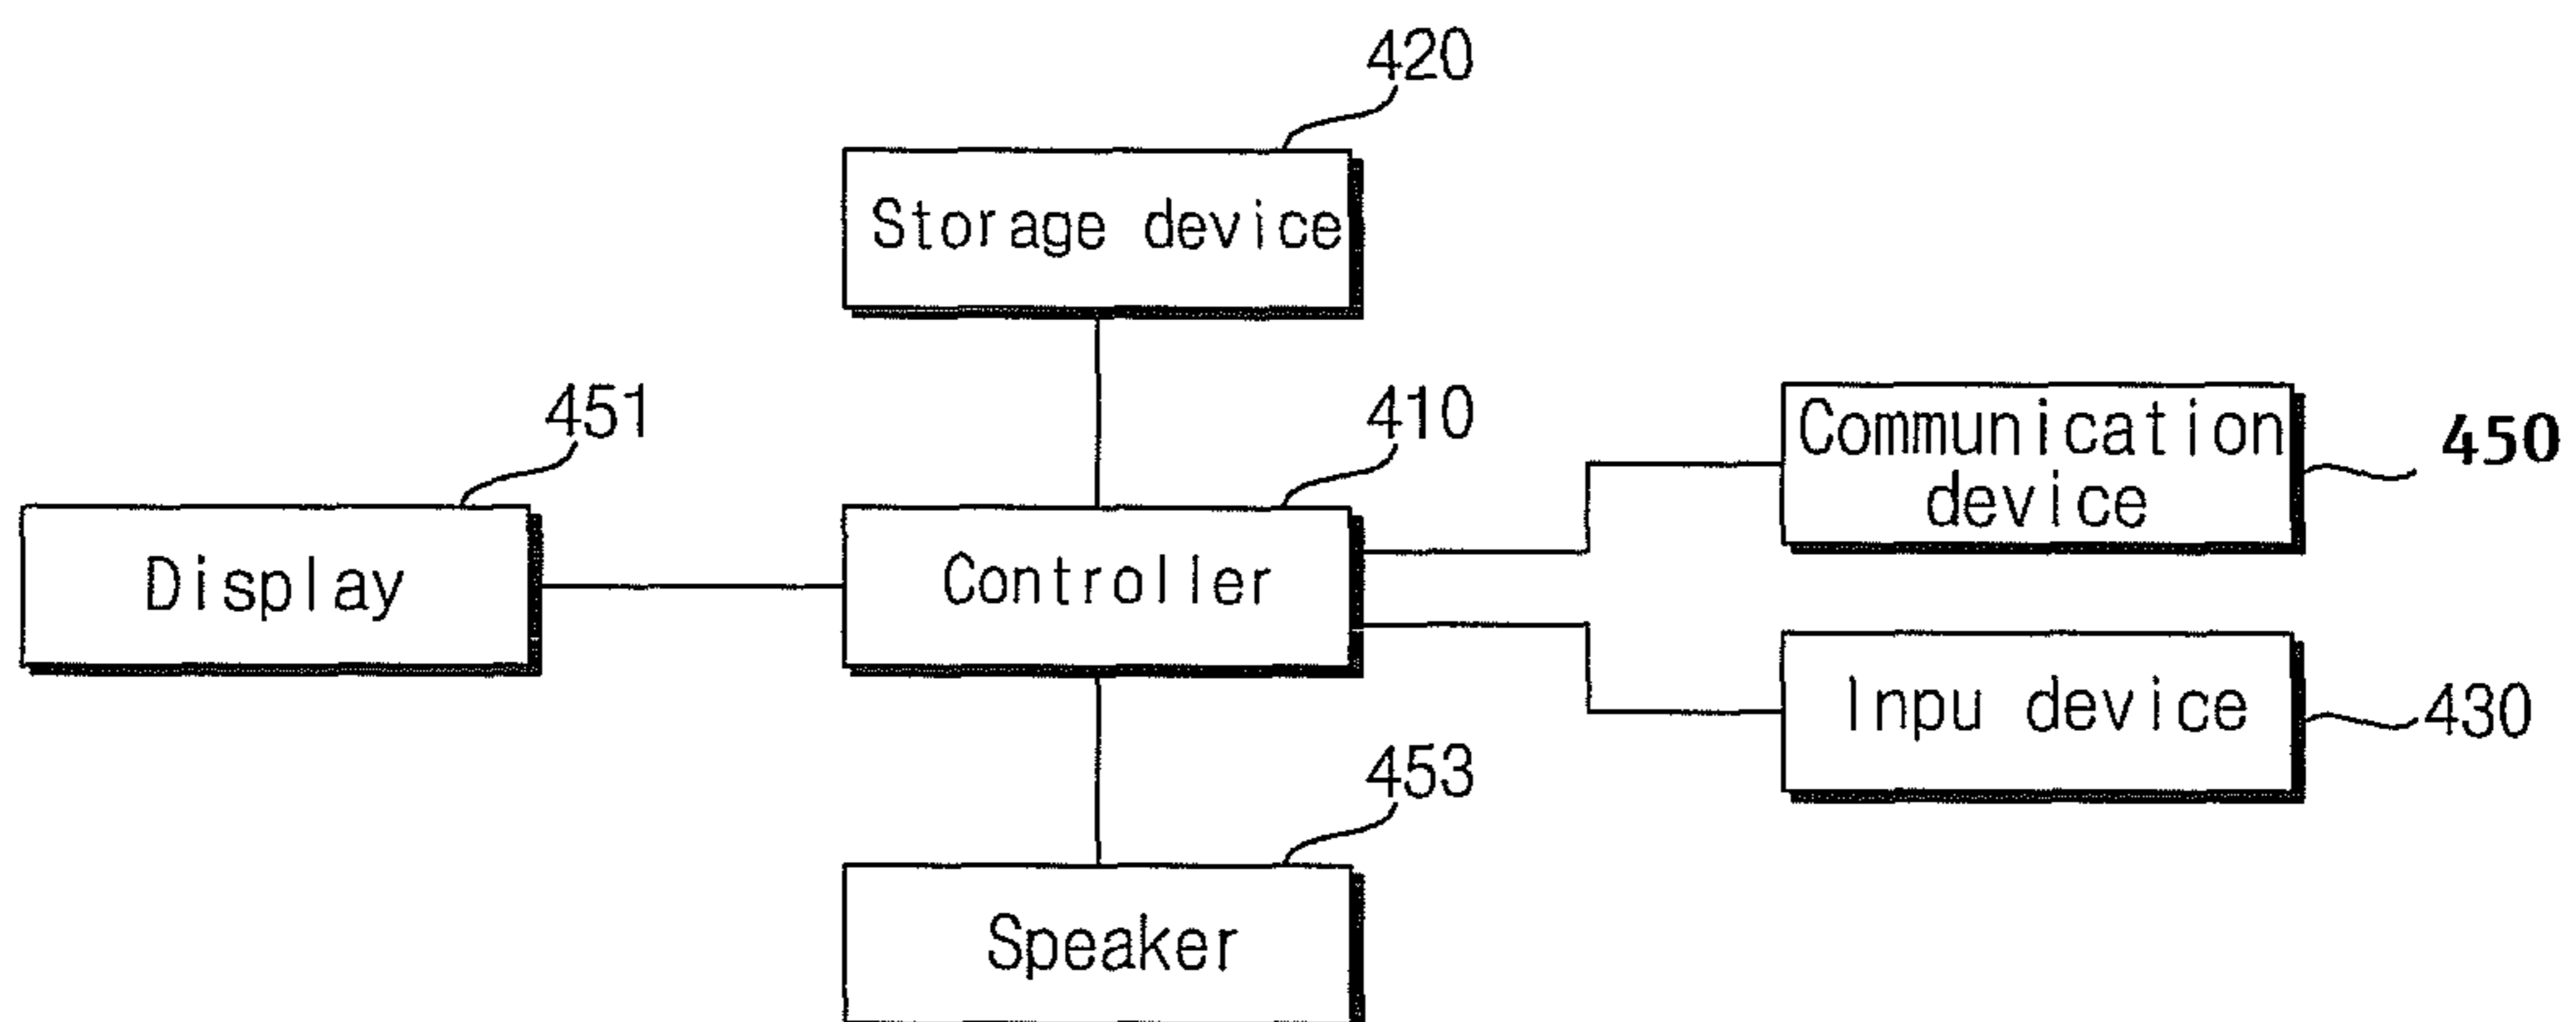 420
Storage device
451
410
Communication
device
450
Display
Controller
Inpu device
430
453
Speaker